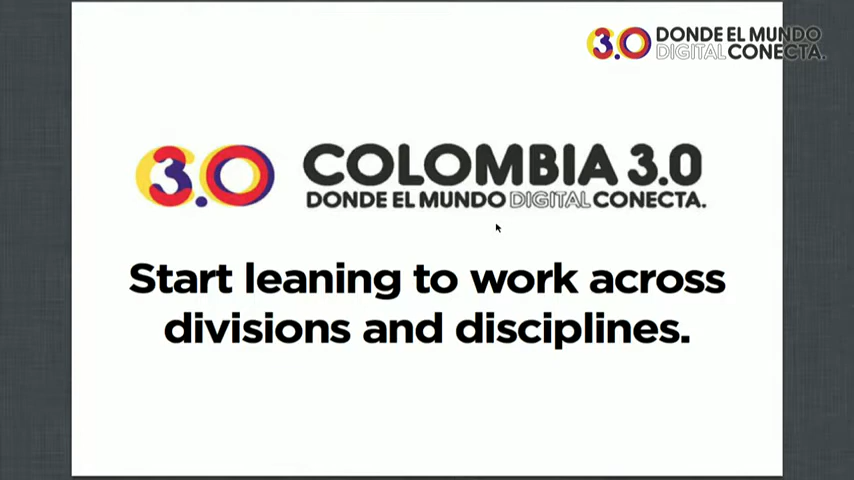 3.0 DONDE EL MUNDO
DIGITAL CONECTA.
3.0 COLOMBIA 3.0
DONDE EL MUNDO DIGITAL CONECTA.
Start leaning to work across
divisions and disciplines.